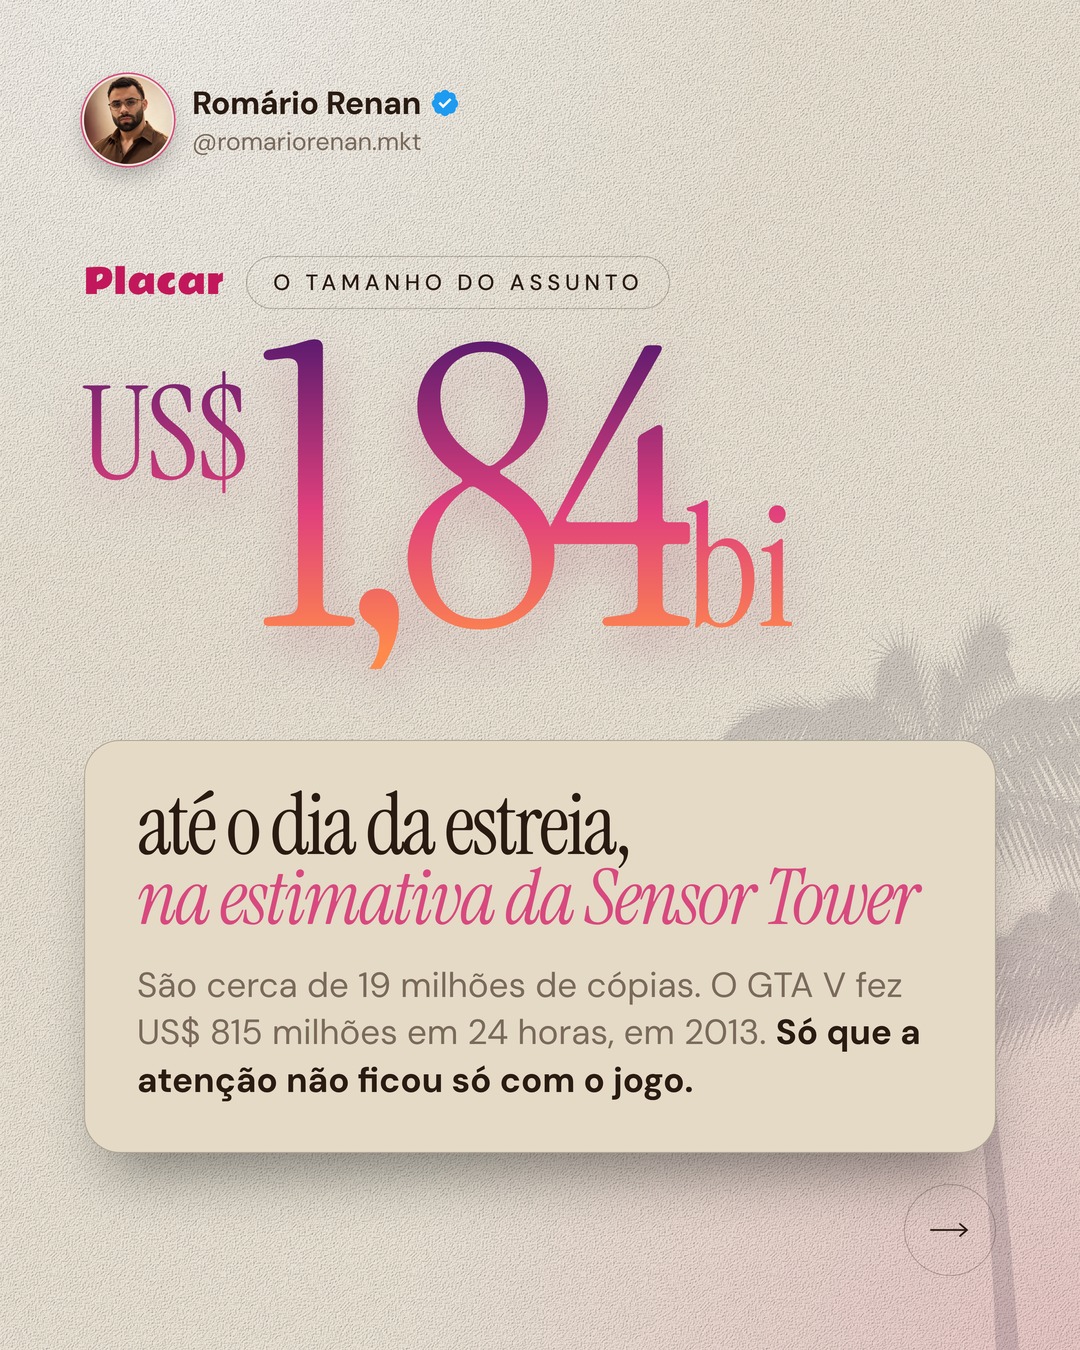 Romário Renan
@romariorenan.mkt
Placar
O TAMANHO DO ASSUNTO
US$1,84bi
até o dia da estreia,
na estimativa da Sensor Tower
São cerca de 19 milhões de cópias. O GTA V fez
US$ 815 milhões em 24 horas, em 2013. Só que a
atenção não ficou só com o jogo.